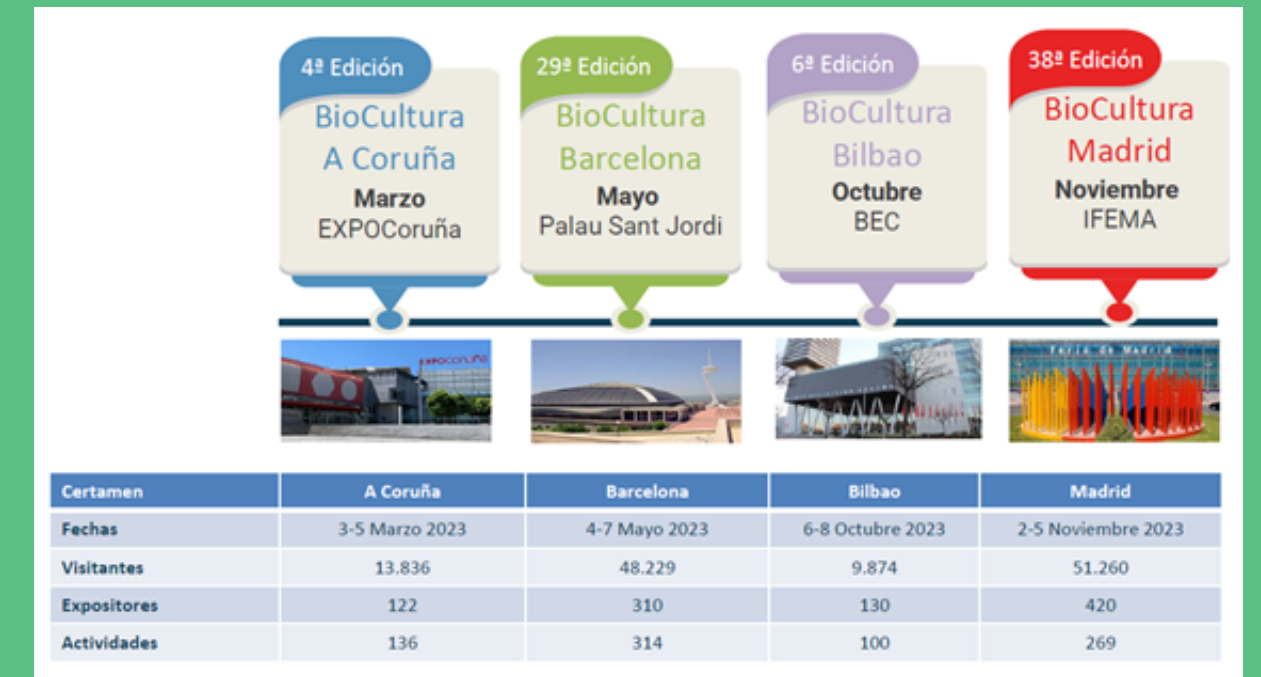 4ª Edición
BioCultura
A Coruña
Marzo
EXPOCoruña
29ª Edición
BioCultura
Barcelona
Mayo
Palau Sant Jordi
6ª Edición
BioCultura
Bilbao
Octubre
BEC
38ª Edición
BioCultura
Madrid
Noviembre
IFEMA
EXPOCORUÑA
Feria de Madrid
Certamen A Coruña Barcelona Bilbao Madrid
Fechas 3-5 Marzo 2023 4-7 Mayo 2023 6-8 Octubre 2023 2-5 Noviembre 2023
Visitantes 13.836 48.229 9.874 51.260
Expositores 122 310 130 420
Actividades 136 314 100 269